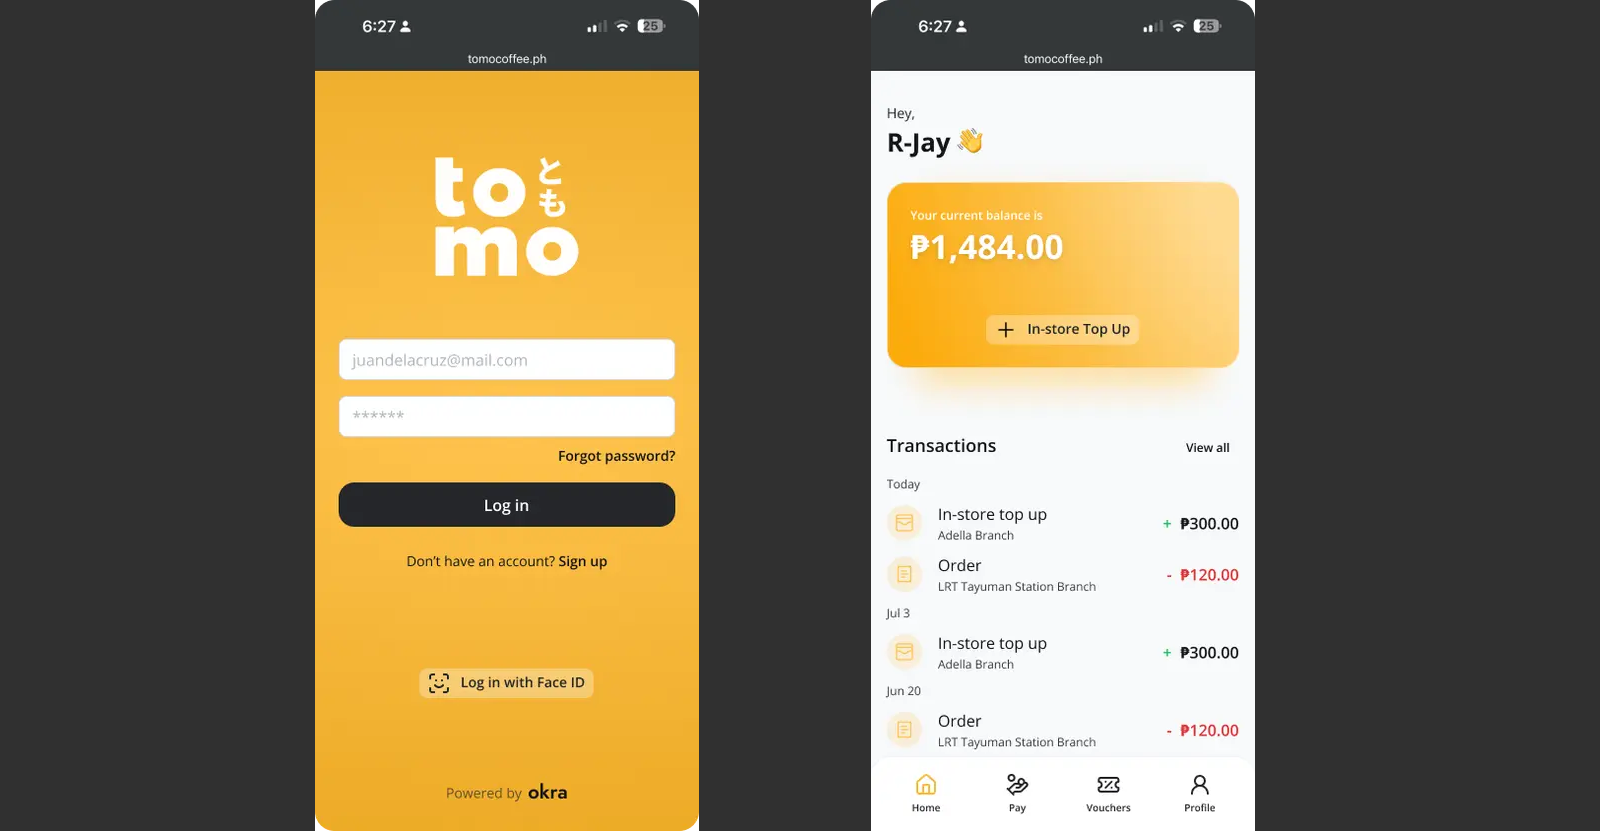 6:27
25
tomocoffee.ph
to とも
mo
juandelacruz@mail.com
******
Forgot password?
Log in
Don't have an account? Sign up
Log in with Face ID
Powered by okra
6:27
25
tomocoffee.ph
Hey,
R-Jay 👋
Your current balance is
₱1,484.00
In-store Top Up
Transactions
View all
Today
In-store top up
+ ₱300.00
Adella Branch
Order
- ₱120.00
LRT Tayuman Station Branch
Jul 3
In-store top up
+ ₱300.00
Adella Branch
Jun 20
Order
- ₱120.00
LRT Tayuman Station Branch
Home
Pay
Vouchers
Profile